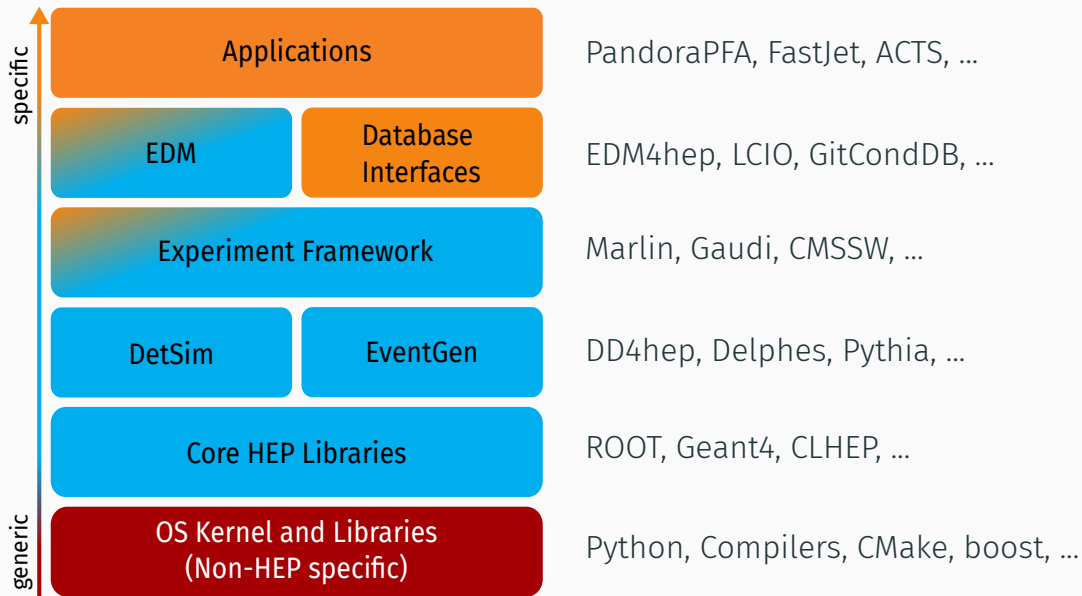 specific
Applications
PandoraPFA, FastJet, ACTS, ...
EDM
Database
Interfaces
EDM4hep, LCIO, GitCondDB, ...
Experiment Framework
Marlin, Gaudi, CMSSW, ...
DetSim
EventGen
DD4hep, Delphes, Pythia, ...
Core HEP Libraries
ROOT, Geant4, CLHEP, ...
generic
OS Kernel and Libraries
(Non-HEP specific)
Python, Compilers, CMake, boost, ...